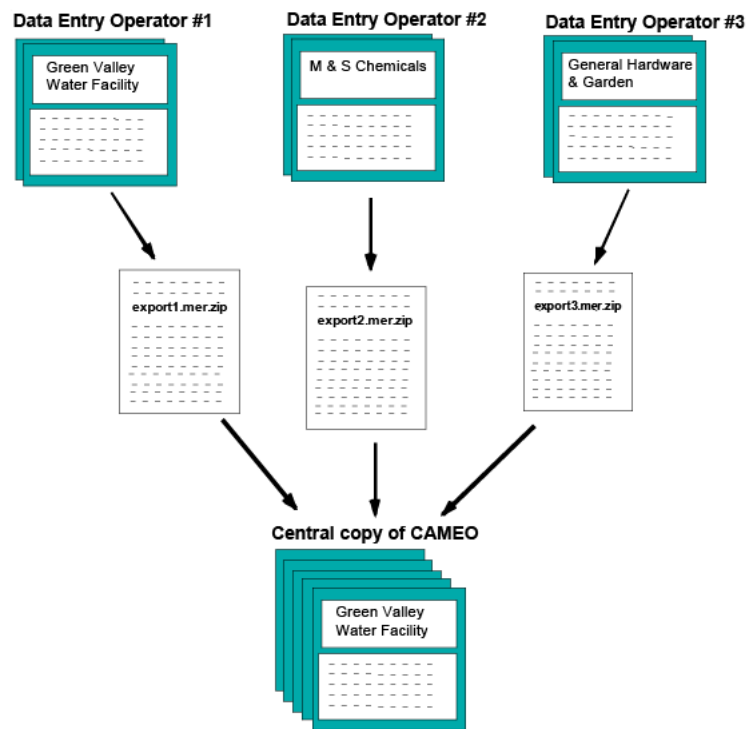 Data Entry Operator #1
Data Entry Operator #2
Data Entry Operator #3
Green Valley
Water Facility
M & S Chemicals
General Hardware
& Garden
export1.mer.zip
export2.mer.zip
export3.mer.zip
Central copy of CAMEO
Green Valley
Water Facility